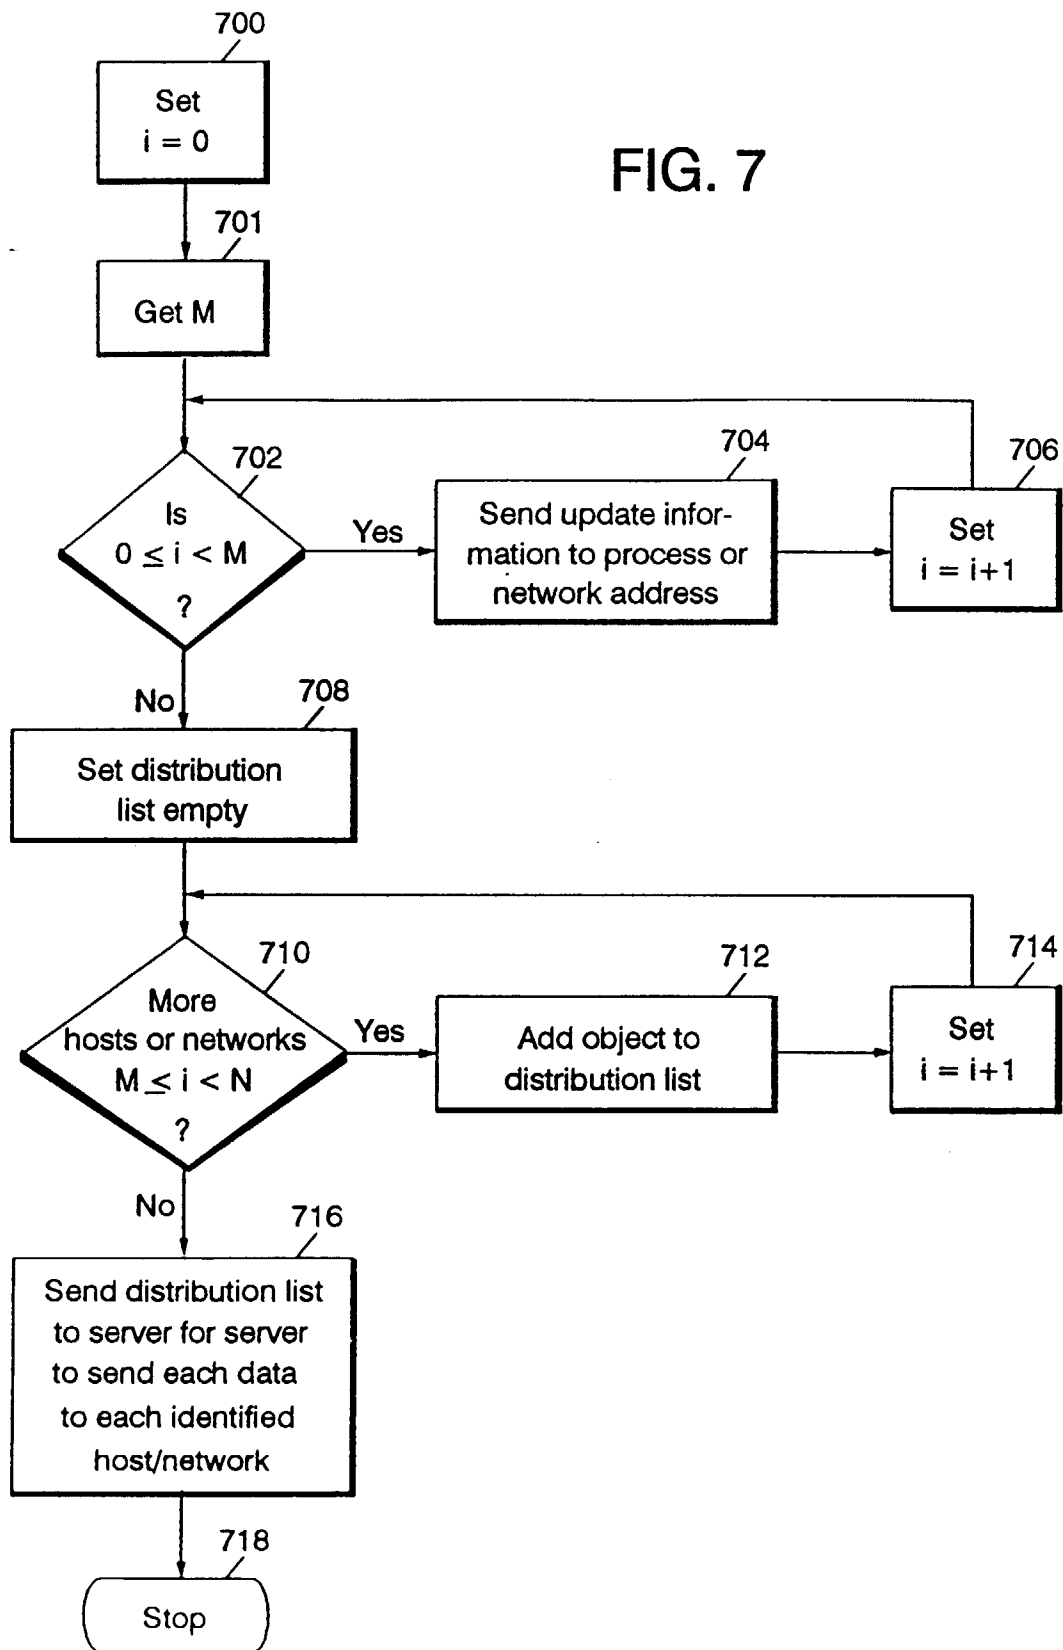 700
Set
i = 0
FIG. 7
701
Get M
702
Is
0 ≤ i < M
?
Yes
704
Send update infor-
mation to process or
network address
706
Set
i = i+1
No
708
Set distribution
list empty
710
More
hosts or networks
M ≤ i < N
?
Yes
712
Add object to
distribution list
714
Set
i = i+1
No
716
Send distribution list
to server for server
to send each data
to each identified
host/network
718
Stop